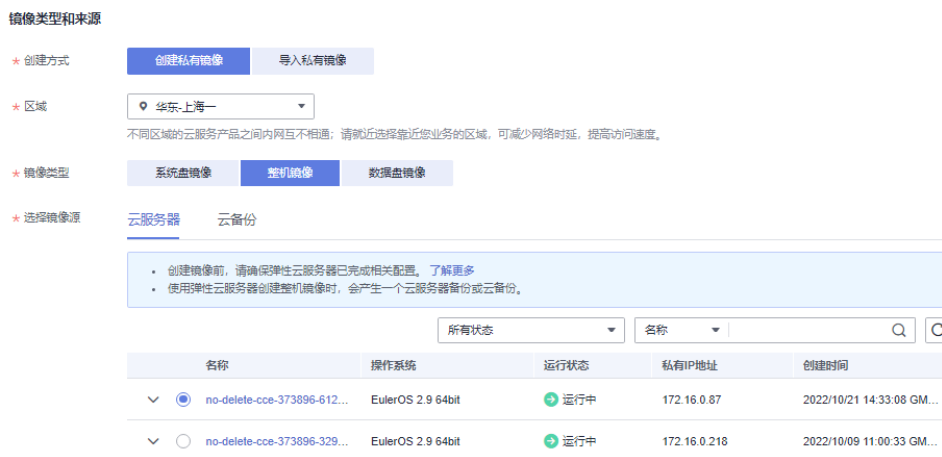 镜像类型和来源
★ 创建方式 创建私有镜像 导入私有镜像
★ 区域 华东-上海一
不同区域的云服务产品之间内网互不相通；请就近选择靠近您业务的区域，可减少网络时延，提高访问速度。
★ 镜像类型 系统盘镜像 整机镜像 数据盘镜像
★ 选择镜像源 云服务器 云备份
• 创建镜像前，请确保弹性云服务器已完成相关配置。 了解更多
• 使用弹性云服务器创建整机镜像时，会产生一个云服务器备份或云备份。
所有状态 名称
名称 操作系统 运行状态 私有IP地址 创建时间
no-delete-cce-373896-612... EulerOS 2.9 64bit 运行中 172.16.0.87 2022/10/21 14:33:08 GM...
no-delete-cce-373896-329... EulerOS 2.9 64bit 运行中 172.16.0.218 2022/10/09 11:00:33 GM...